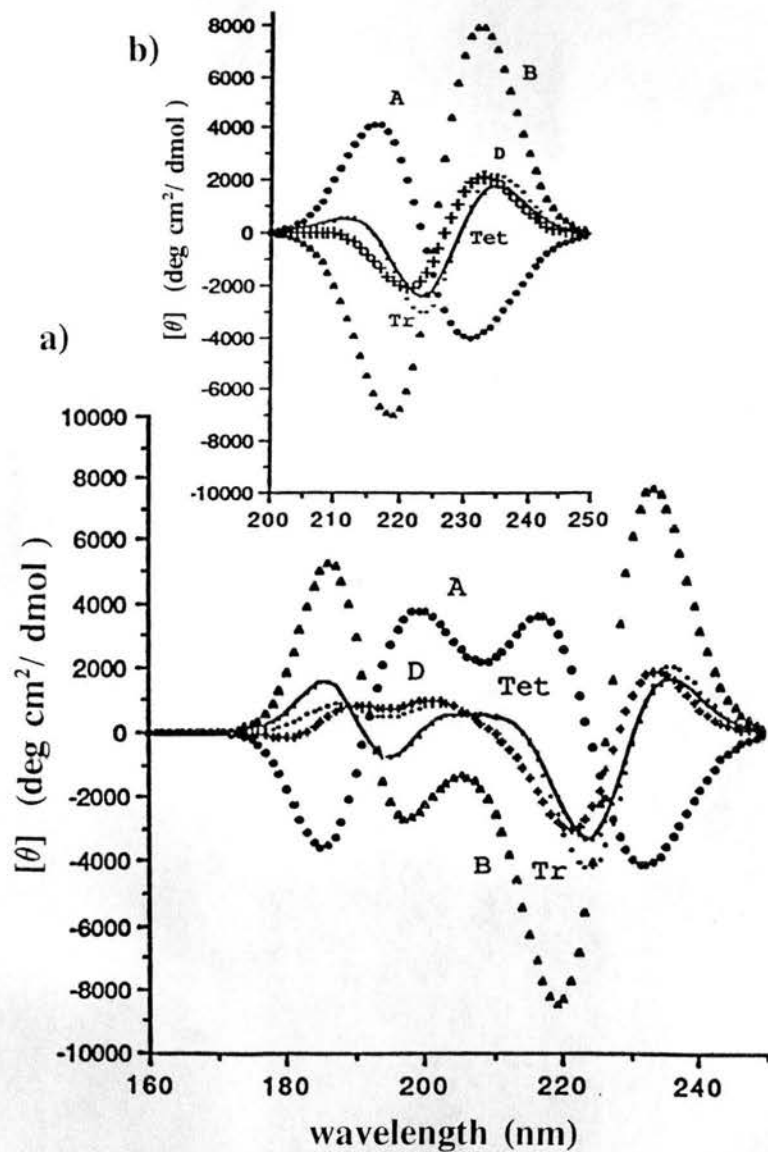 b)
8000
6000
4000
2000
0
-2000
-4000
-6000
-8000
-10000
[θ] (deg cm²/ dmol)
A
B
D
Tet
Tr
200 210 220 230 240 250
a)
10000
8000
6000
4000
2000
0
-2000
-4000
-6000
-8000
-10000
[θ] (deg cm²/ dmol )
A
D
Tet
B
Tr
160 180 200 220 240
wavelength (nm)